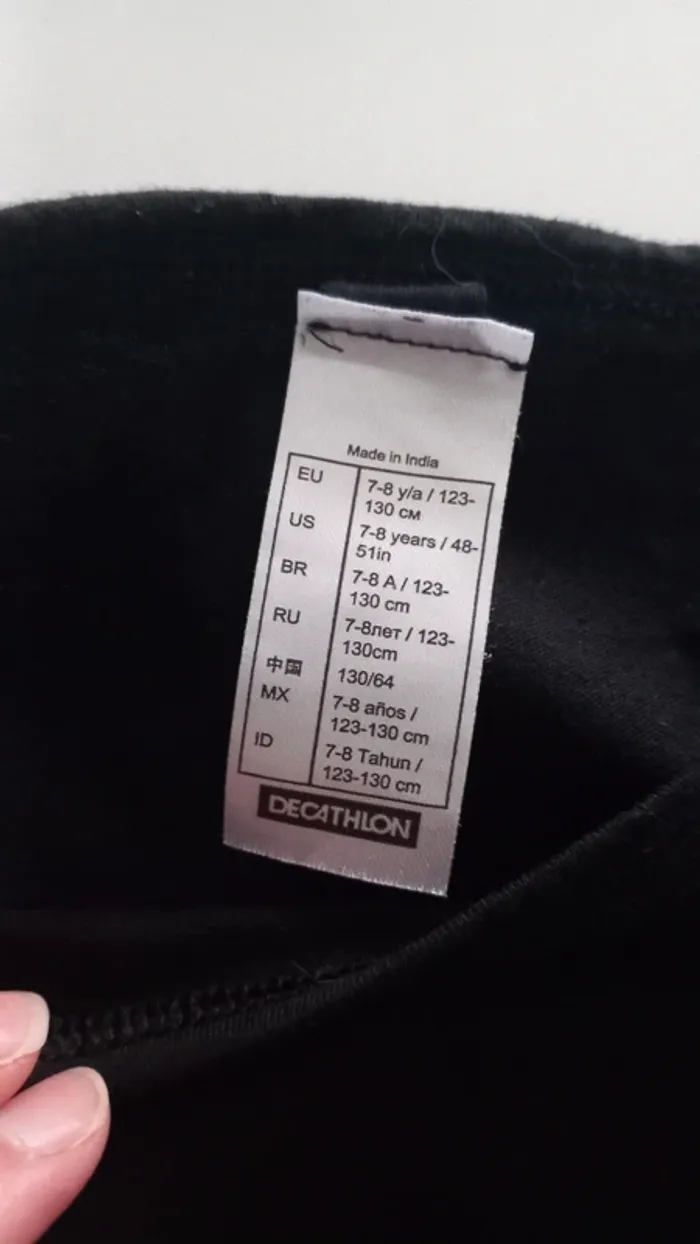 Made in India
EU 7-8 y/a / 123-
130 см
US 7-8 years / 48-
51in
BR 7-8 A / 123-
130 cm
RU 7-8лет / 123-
130cm
中国 130/64
MX 7-8 años /
123-130 cm
ID 7-8 Tahun /
123-130 cm
DECATHLON